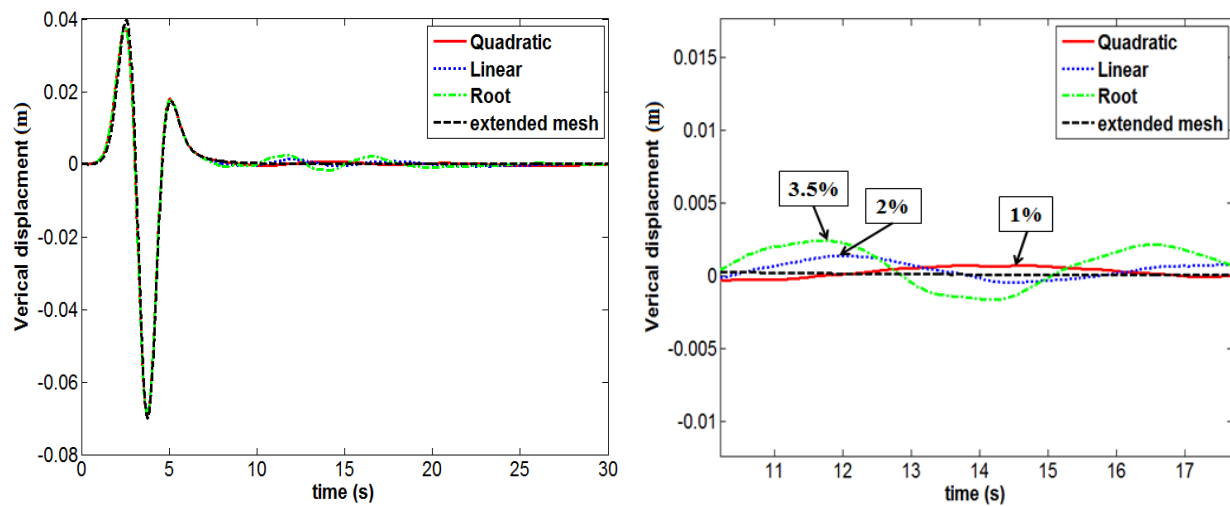 0.04
0.02
0
-0.02
-0.04
-0.06
-0.08
0
5
10
15
20
25
30
time (s)
Verical displacment (m)
Quadratic
Linear
Root
extended mesh
0.015
0.01
0.005
0
-0.005
-0.01
11
12
13
14
15
16
17
time (s)
Verical displacment (m)
Quadratic
Linear
Root
extended mesh
3.5%
2%
1%